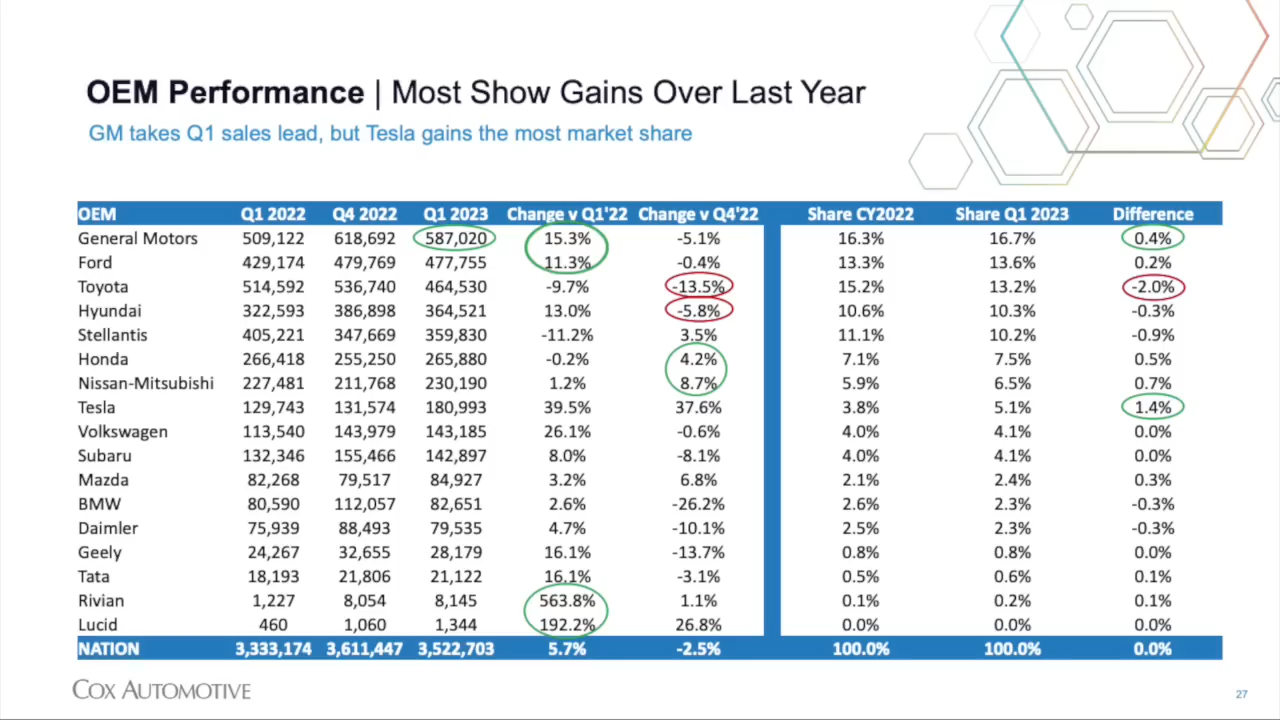 OEM Performance | Most Show Gains Over Last Year
GM takes Q1 sales lead, but Tesla gains the most market share
OEM Q1 2022 Q4 2022 Q1 2023 Change v Q1'22 Change v Q4'22 Share CY2022 Share Q1 2023 Difference
General Motors 509,122 618,692 587,020 15.3% -5.1% 16.3% 16.7% 0.4%
Ford 429,174 479,769 477,755 11.3% -0.4% 13.3% 13.6% 0.2%
Toyota 514,592 536,740 464,530 -9.7% -13.5% 15.2% 13.2% -2.0%
Hyundai 322,593 386,898 364,521 13.0% -5.8% 10.6% 10.3% -0.3%
Stellantis 405,221 347,669 359,830 -11.2% 3.5% 11.1% 10.2% -0.9%
Honda 266,418 255,250 265,880 -0.2% 4.2% 7.1% 7.5% 0.5%
Nissan-Mitsubishi 227,481 211,768 230,190 1.2% 8.7% 5.9% 6.5% 0.7%
Tesla 129,743 131,574 180,993 39.5% 37.6% 3.8% 5.1% 1.4%
Volkswagen 113,540 143,979 143,185 26.1% -0.6% 4.0% 4.1% 0.0%
Subaru 132,346 155,466 142,897 8.0% -8.1% 4.0% 4.1% 0.0%
Mazda 82,268 79,517 84,927 3.2% 6.8% 2.1% 2.4% 0.3%
BMW 80,590 112,057 82,651 2.6% -26.2% 2.6% 2.3% -0.3%
Daimler 75,939 88,493 79,535 4.7% -10.1% 2.5% 2.3% -0.3%
Geely 24,267 32,655 28,179 16.1% -13.7% 0.8% 0.8% 0.0%
Tata 18,193 21,806 21,122 16.1% -3.1% 0.5% 0.6% 0.1%
Rivian 1,227 8,054 8,145 563.8% 1.1% 0.1% 0.2% 0.1%
Lucid 460 1,060 1,344 192.2% 26.8% 0.0% 0.0% 0.0%
NATION 3,333,174 3,611,447 3,522,703 5.7% -2.5% 100.0% 100.0% 0.0%
COX AUTOMOTIVE
27